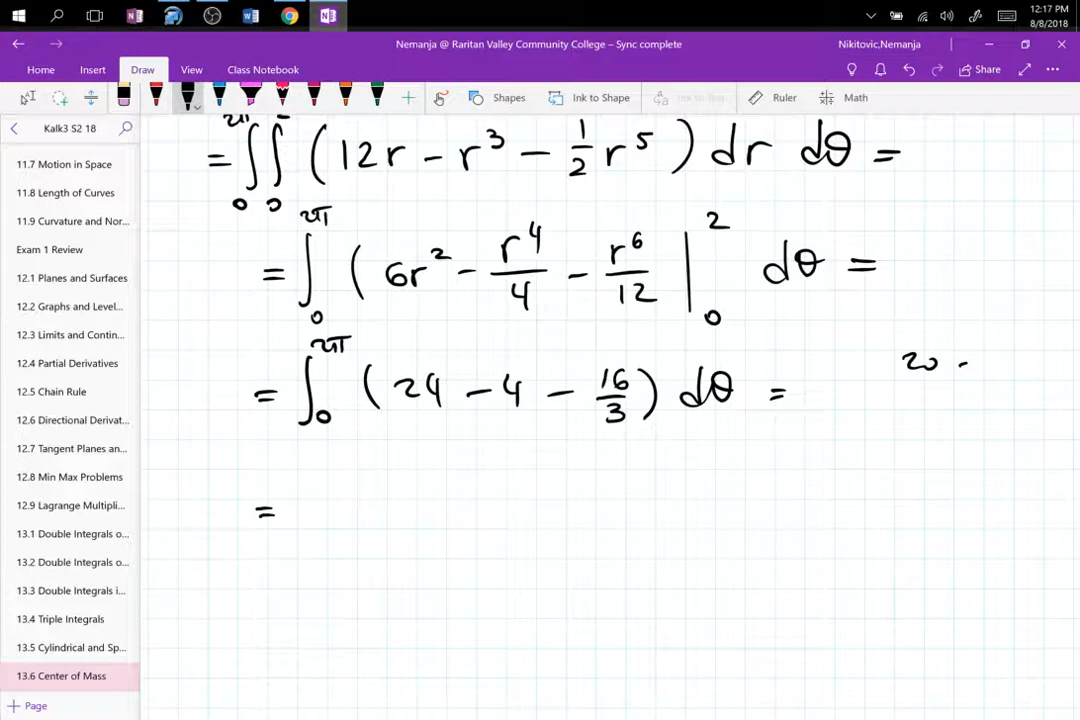 12:17 PM
8/8/2018
Nemanja @ Raritan Valley Community College – Sync complete
Nikitovic,Nemanja
Home Insert Draw View Class Notebook
Share
Shapes
Ink to Shape
Ruler
Math
Kalk3 S2 18
11.7 Motion in Space
11.8 Length of Curves
11.9 Curvature and Nor...
Exam 1 Review
12.1 Planes and Surfaces
12.2 Graphs and Level...
12.3 Limits and Contin...
12.4 Partial Derivatives
12.5 Chain Rule
12.6 Directional Derivat...
12.7 Tangent Planes an...
12.8 Min Max Problems
12.9 Lagrange Multipli...
13.1 Double Integrals o...
13.2 Double Integrals o...
13.3 Double Integrals i...
13.4 Triple Integrals
13.5 Cylindrical and Sp...
13.6 Center of Mass
+ Page
= ∫₀^2π ∫₀ (12r − r³ − 1/2 r⁵) dr dθ =
= ∫₀^2π (6r² − r⁴/4 − r⁶/12 |₀² dθ =
= ∫₀^2π (24 − 4 − 16/3) dθ =
20 -
=